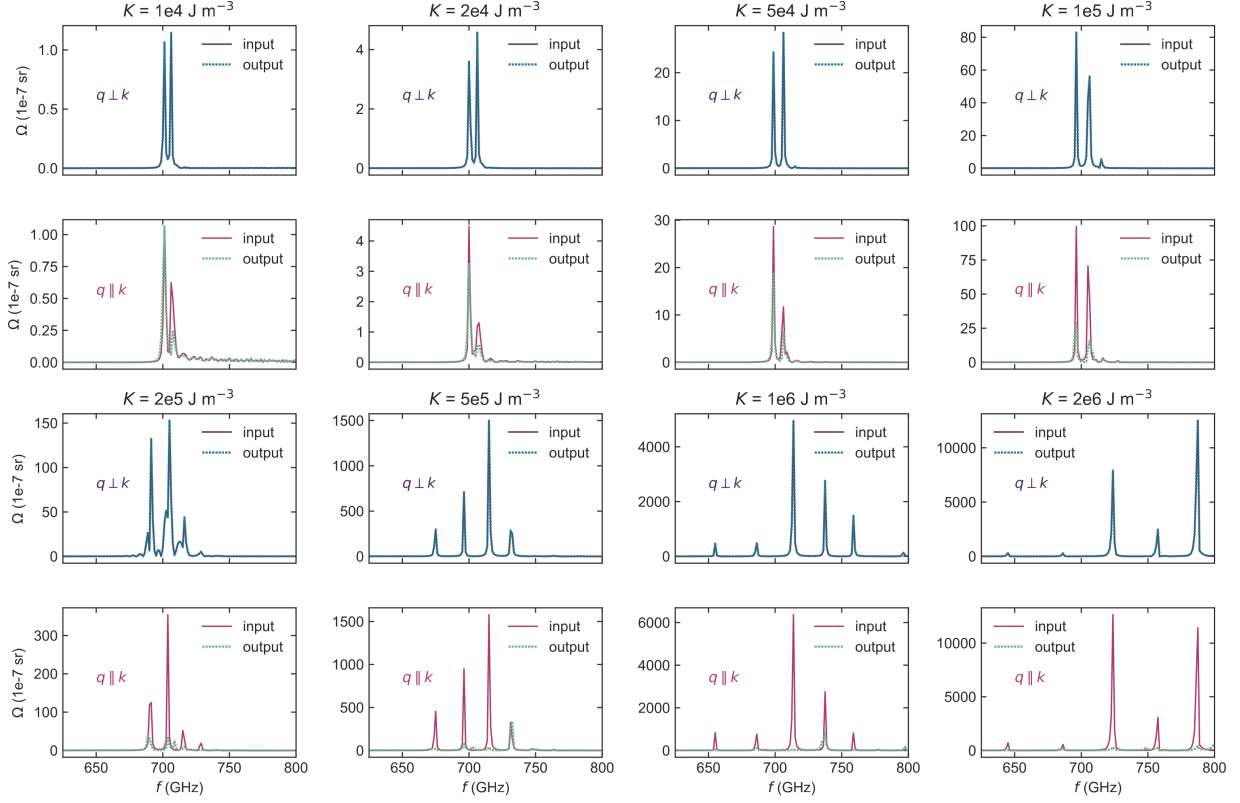 K = 1e4 J m⁻³
K = 2e4 J m⁻³
K = 5e4 J m⁻³
K = 1e5 J m⁻³
Ω (1e-7 sr)
1.0
0.5
0.0
q ⊥ k
input
output
4
2
0
q ⊥ k
input
output
20
10
0
q ⊥ k
input
output
80
60
40
20
0
q ⊥ k
input
output
Ω (1e-7 sr)
1.00
0.75
0.50
0.25
0.00
q ∥ k
input
output
4
3
2
1
0
q ∥ k
input
output
30
20
10
0
q ∥ k
input
output
100
75
50
25
0
q ∥ k
input
output
K = 2e5 J m⁻³
K = 5e5 J m⁻³
K = 1e6 J m⁻³
K = 2e6 J m⁻³
Ω (1e-7 sr)
150
100
50
0
q ⊥ k
input
output
1500
1000
500
0
q ⊥ k
input
output
4000
2000
0
q ⊥ k
input
output
10000
5000
0
q ⊥ k
input
output
Ω (1e-7 sr)
300
200
100
0
q ∥ k
input
output
650 700 750 800
f (GHz)
1500
1000
500
0
q ∥ k
input
output
650 700 750 800
f (GHz)
6000
4000
2000
0
q ∥ k
input
output
650 700 750 800
f (GHz)
10000
5000
0
q ∥ k
input
output
650 700 750 800
f (GHz)